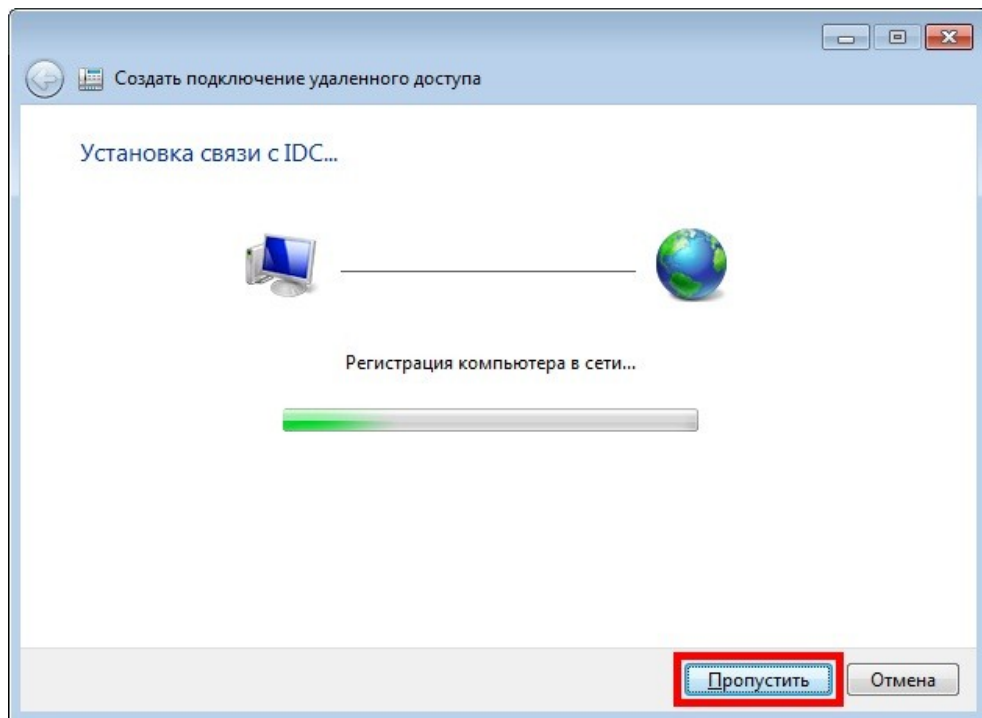 Создать подключение удаленного доступа
Установка связи с IDC...
Регистрация компьютера в сети...
Пропустить
Отмена